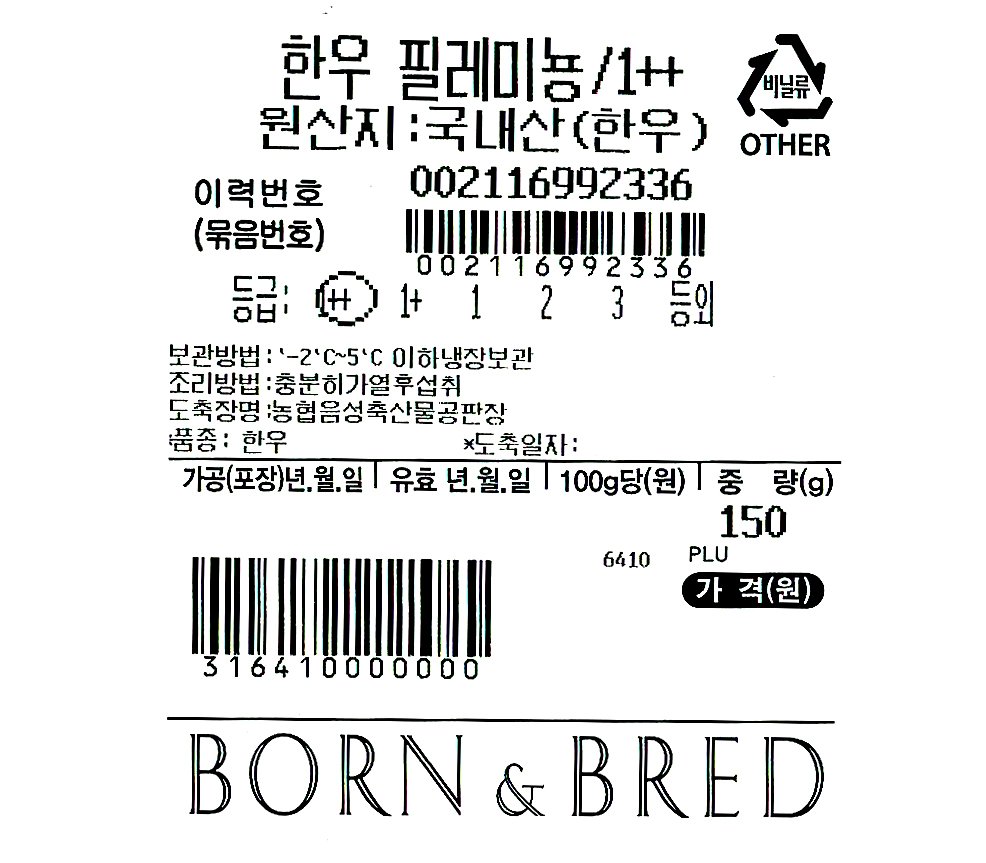 한우 필레미뇽/1++
비닐류
OTHER
원산지:국내산(한우)
이력번호
(묶음번호)
002116992336
002116992336
등급: 1++ 1+ 1 2 3 등외
보관방법:'-2'C~5'C 이하냉장보관
조리방법:충분히가열후섭취
도축장명:농협음성축산물공판장
품종: 한우 *도축일자:
가공(포장)년.월.일 유효 년.월.일 100g당(원) 중 량(g)
150
6410 PLU
가 격(원)
316410000000
BORN & BRED